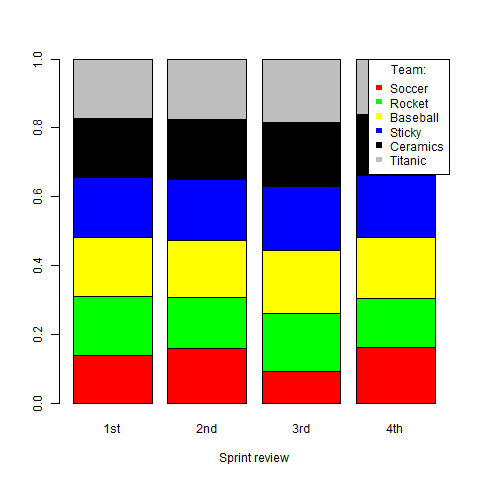 1.0
0.8
0.6
0.4
0.2
0.0
Team:
Soccer
Rocket
Baseball
Sticky
Ceramics
Titanic
1st 2nd 3rd 4th
Sprint review